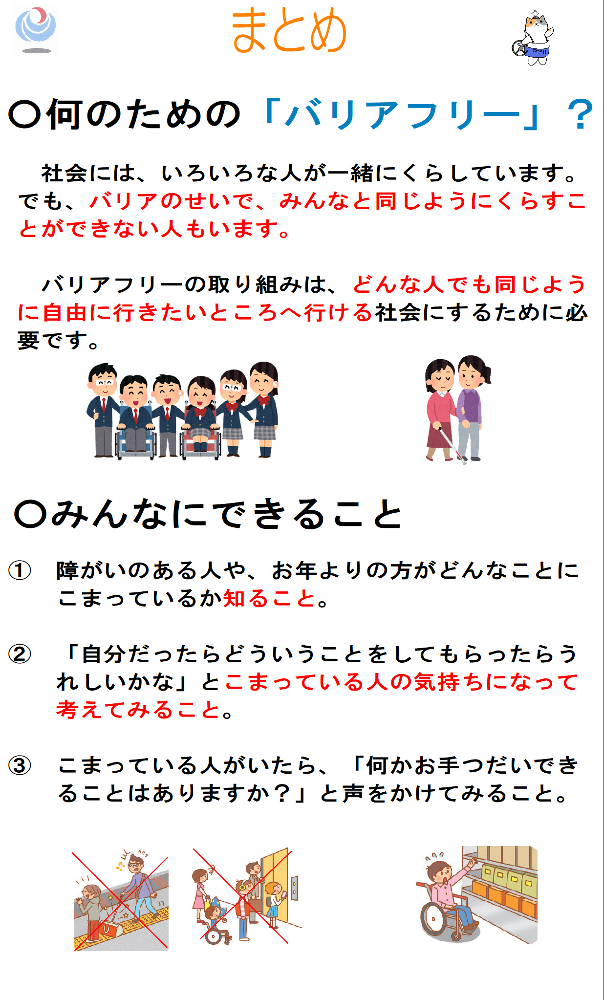 まとめ
〇何のための「バリアフリー」？
社会には、いろいろな人が一緒にくらしています。
でも、バリアのせいで、みんなと同じようにくらすこ
とができない人もいます。
バリアフリーの取り組みは、どんな人でも同じよう
に自由に行きたいところへ行ける社会にするために必
要です。
〇みんなにできること
① 障がいのある人や、お年よりの方がどんなことに
こまっているか知ること。
② 「自分だったらどういうことをしてもらったらう
れしいかな」とこまっている人の気持ちになって
考えてみること。
③ こまっている人がいたら、「何かお手つだいでき
ることはありますか？」と声をかけてみること。